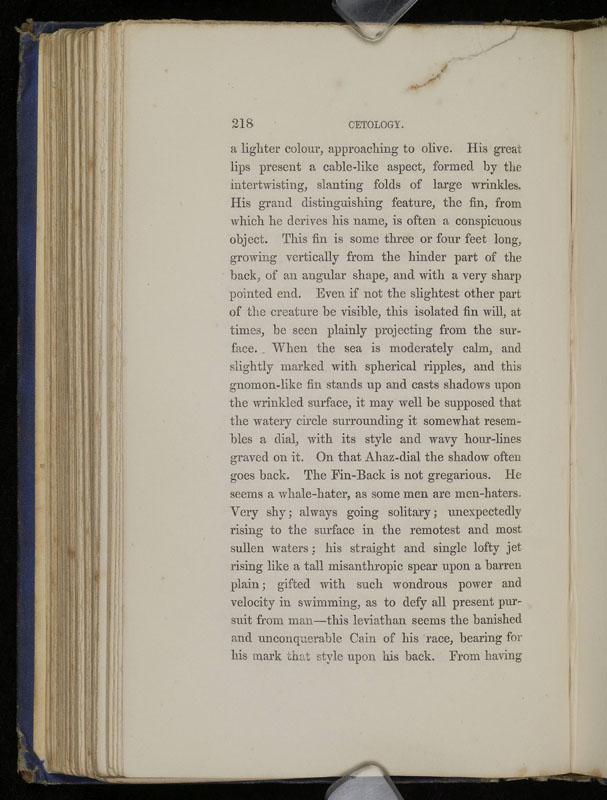 218 CETOLOGY.
a lighter colour, approaching to olive. His great
lips present a cable-like aspect, formed by the
intertwisting, slanting folds of large wrinkles.
His grand distinguishing feature, the fin, from
which he derives his name, is often a conspicuous
object. This fin is some three or four feet long,
growing vertically from the hinder part of the
back, of an angular shape, and with a very sharp
pointed end. Even if not the slightest other part
of the creature be visible, this isolated fin will, at
times, be seen plainly projecting from the sur-
face. When the sea is moderately calm, and
slightly marked with spherical ripples, and this
gnomon-like fin stands up and casts shadows upon
the wrinkled surface, it may well be supposed that
the watery circle surrounding it somewhat resem-
bles a dial, with its style and wavy hour-lines
graved on it. On that Ahaz-dial the shadow often
goes back. The Fin-Back is not gregarious. He
seems a whale-hater, as some men are men-haters.
Very shy; always going solitary; unexpectedly
rising to the surface in the remotest and most
sullen waters; his straight and single lofty jet
rising like a tall misanthropic spear upon a barren
plain; gifted with such wondrous power and
velocity in swimming, as to defy all present pur-
suit from man—this leviathan seems the banished
and unconquerable Cain of his race, bearing for
his mark that style upon his back. From having